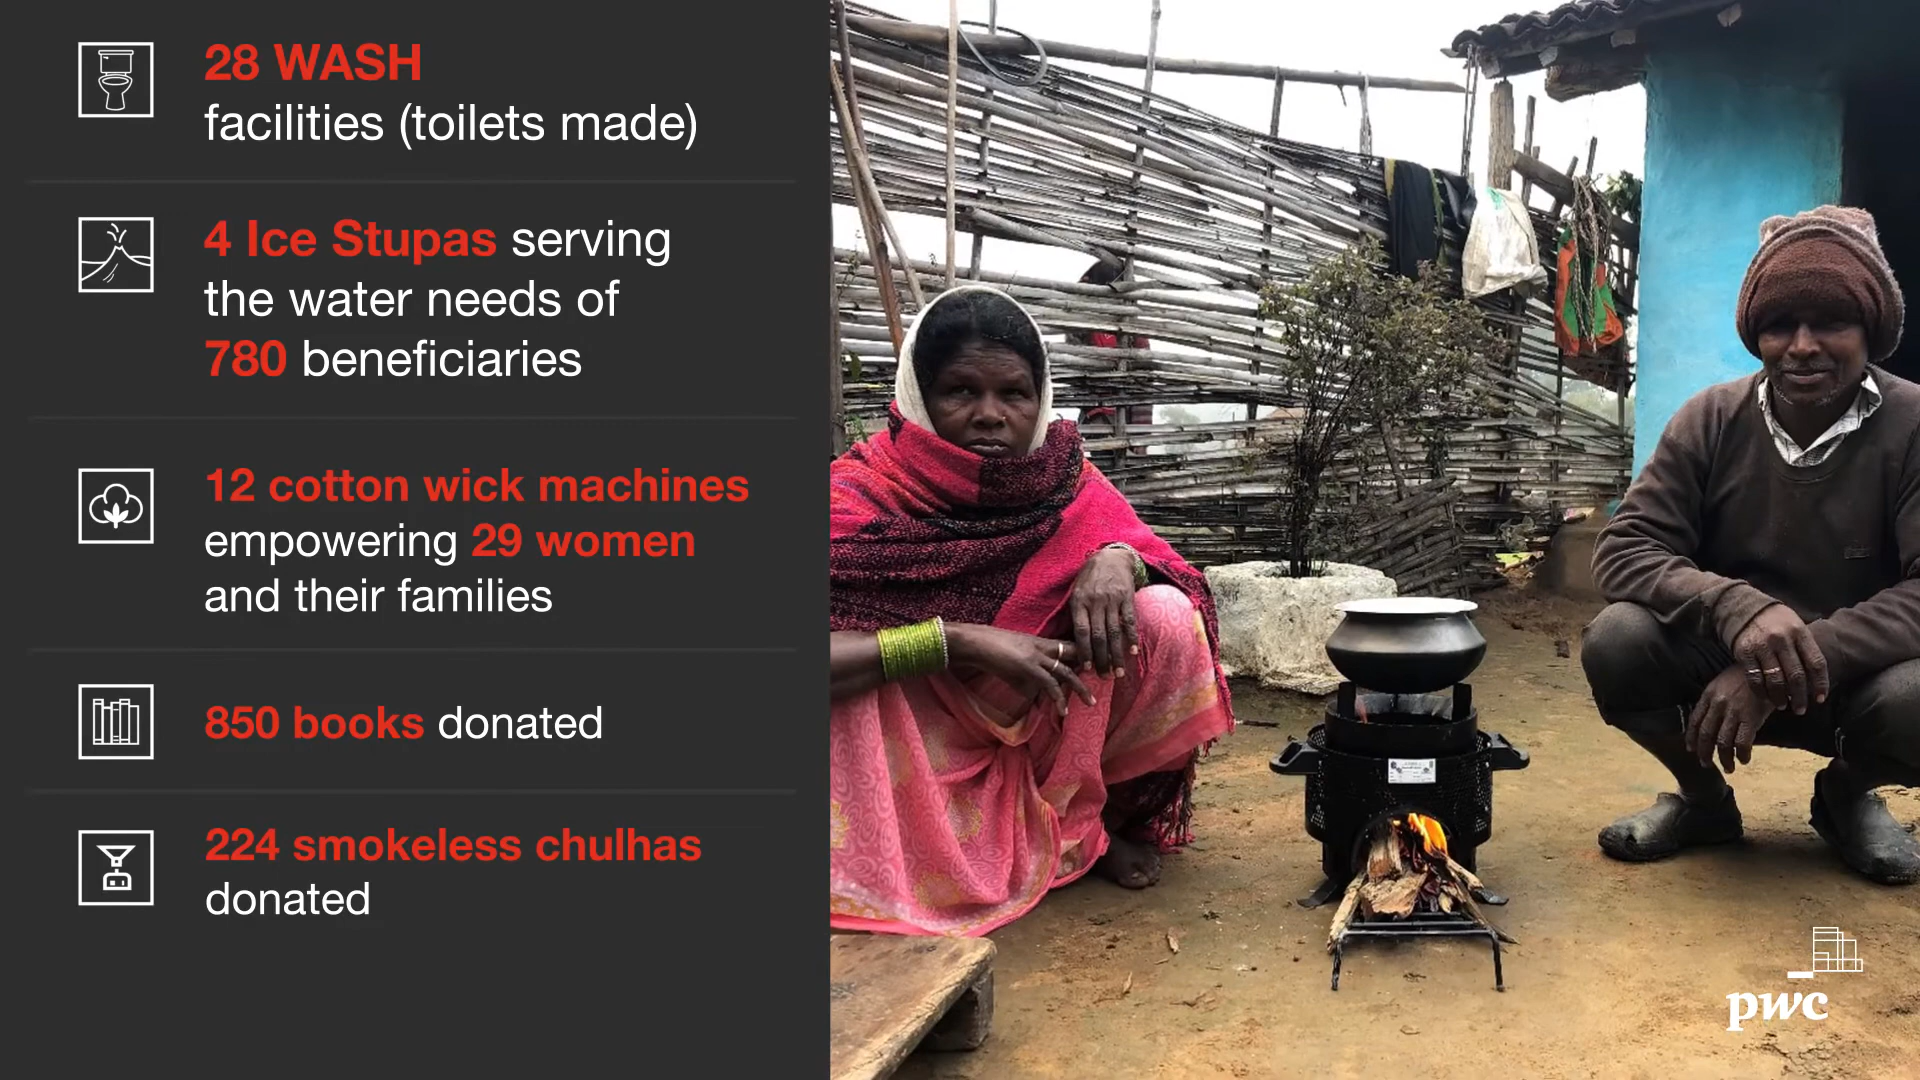 28 WASH
facilities (toilets made)
4 Ice Stupas serving
the water needs of
780 beneficiaries
12 cotton wick machines
empowering 29 women
and their families
850 books donated
224 smokeless chulhas
donated
pwc